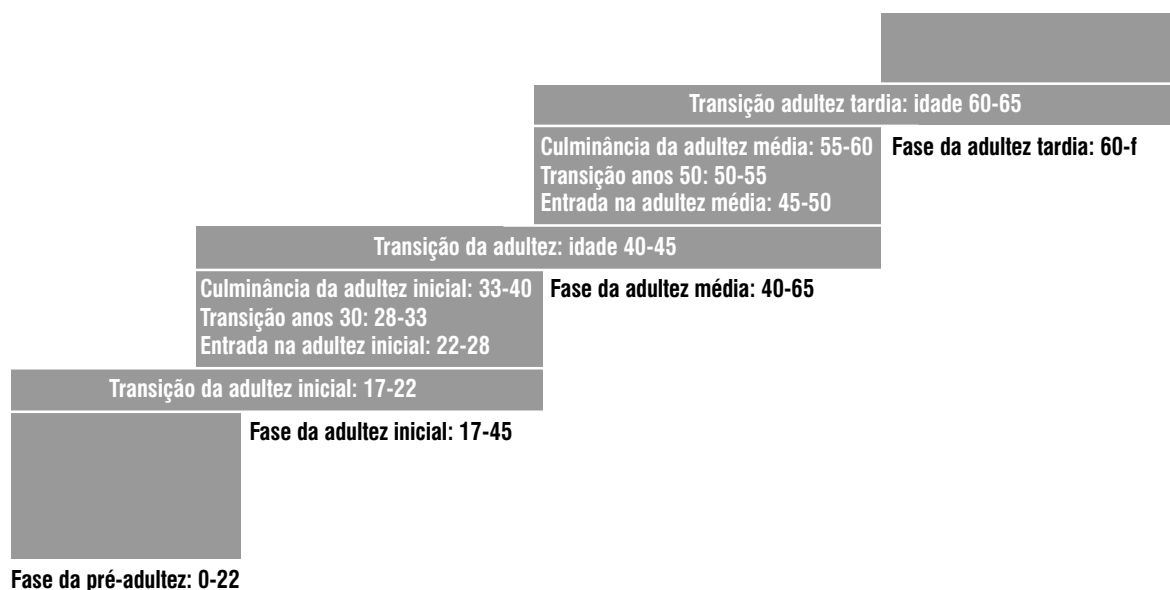 Transição adultez tardia: idade 60-65
Culminância da adultez média: 55-60
Transição anos 50: 50-55
Entrada na adultez média: 45-50
Fase da adultez tardia: 60-f
Transição da adultez: idade 40-45
Culminância da adultez inicial: 33-40
Transição anos 30: 28-33
Entrada na adultez inicial: 22-28
Fase da adultez média: 40-65
Transição da adultez inicial: 17-22
Fase da adultez inicial: 17-45
Fase da pré-adultez: 0-22